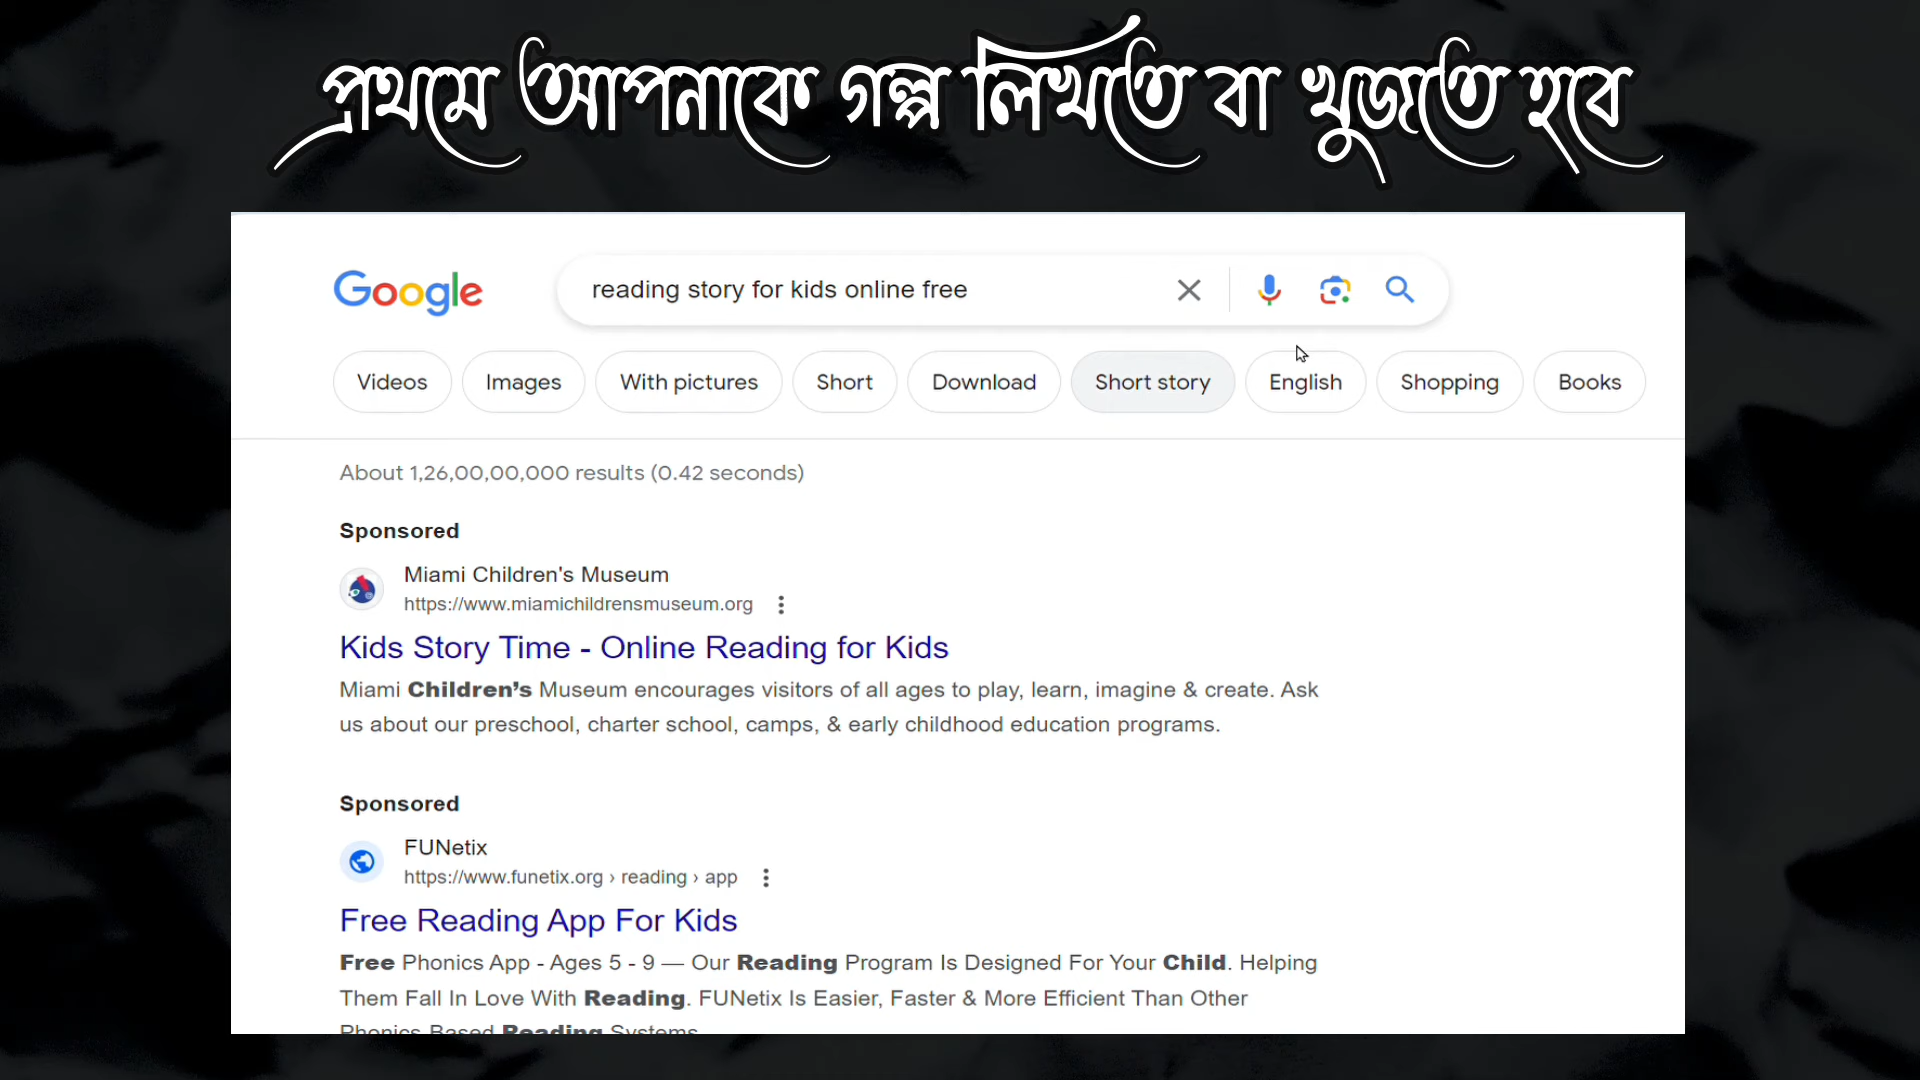 প্রথমে আপনাকে গল্প লিখতে বা খুজতে হবে
Google
reading story for kids online free
Videos Images With pictures Short Download Short story English Shopping Books
About 1,26,00,00,000 results (0.42 seconds)
Sponsored
Miami Children's Museum
https://www.miamichildrensmuseum.org
Kids Story Time - Online Reading for Kids
Miami Children’s Museum encourages visitors of all ages to play, learn, imagine & create. Ask
us about our preschool, charter school, camps, & early childhood education programs.
Sponsored
FUNetix
https://www.funetix.org › reading › app
Free Reading App For Kids
Free Phonics App - Ages 5 - 9 — Our Reading Program Is Designed For Your Child. Helping
Them Fall In Love With Reading. FUNetix Is Easier, Faster & More Efficient Than Other
Phonics Based Reading Systems